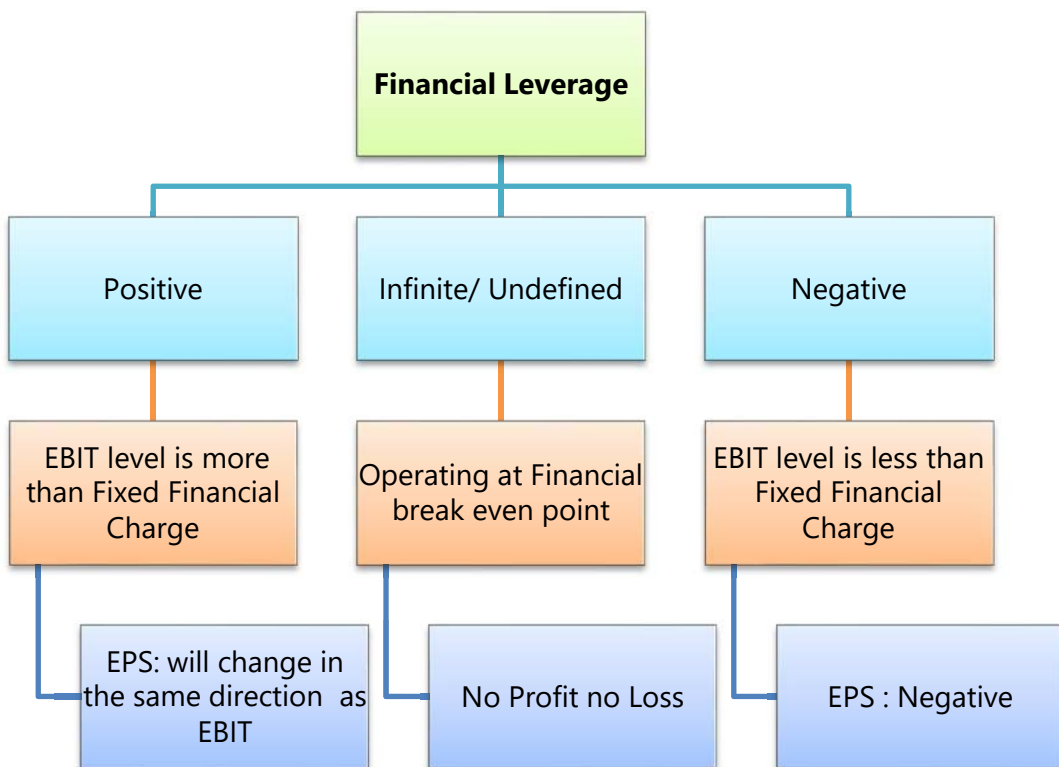 Financial Leverage
Positive
Infinite/ Undefined
Negative
EBIT level is more
than Fixed Financial
Charge
Operating at Financial
break even point
EBIT level is less than
Fixed Financial
Charge
EPS: will change in
the same direction as
EBIT
No Profit no Loss
EPS : Negative